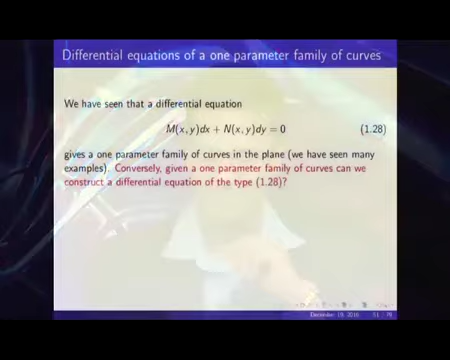 Differential equations of a one parameter family of curves
We have seen that a differential equation
M(x, y)dx + N(x, y)dy = 0 (1.28)
gives a one parameter family of curves in the plane (we have seen many
examples). Conversely, given a one parameter family of curves can we
construct a differential equation of the type (1.28)?
December 19, 2016 51 / 78